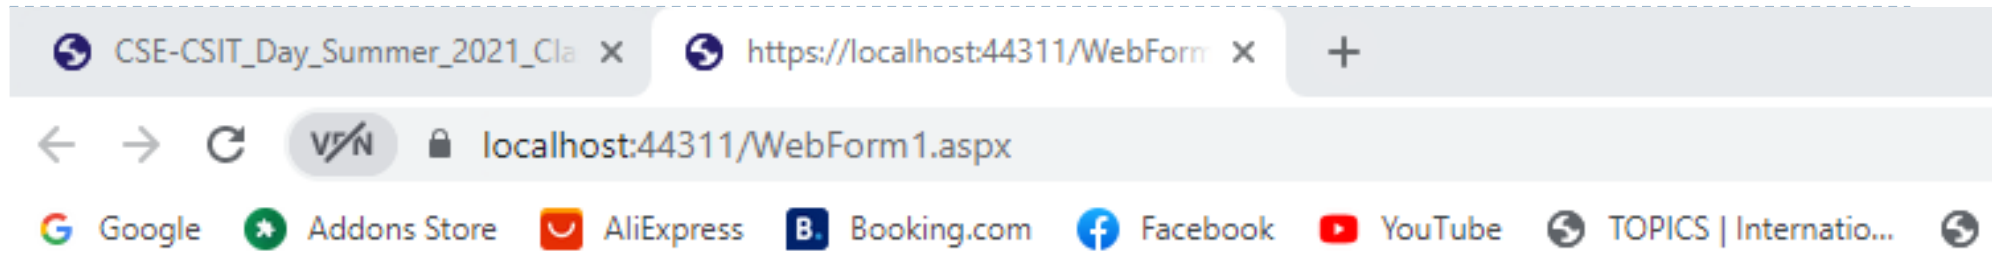 CSE-CSIT_Day_Summer_2021_Cla https://localhost:44311/WebForm
VPN localhost:44311/WebForm1.aspx
Google Addons Store AliExpress B. Booking.com Facebook YouTube TOPICS | Internatio...